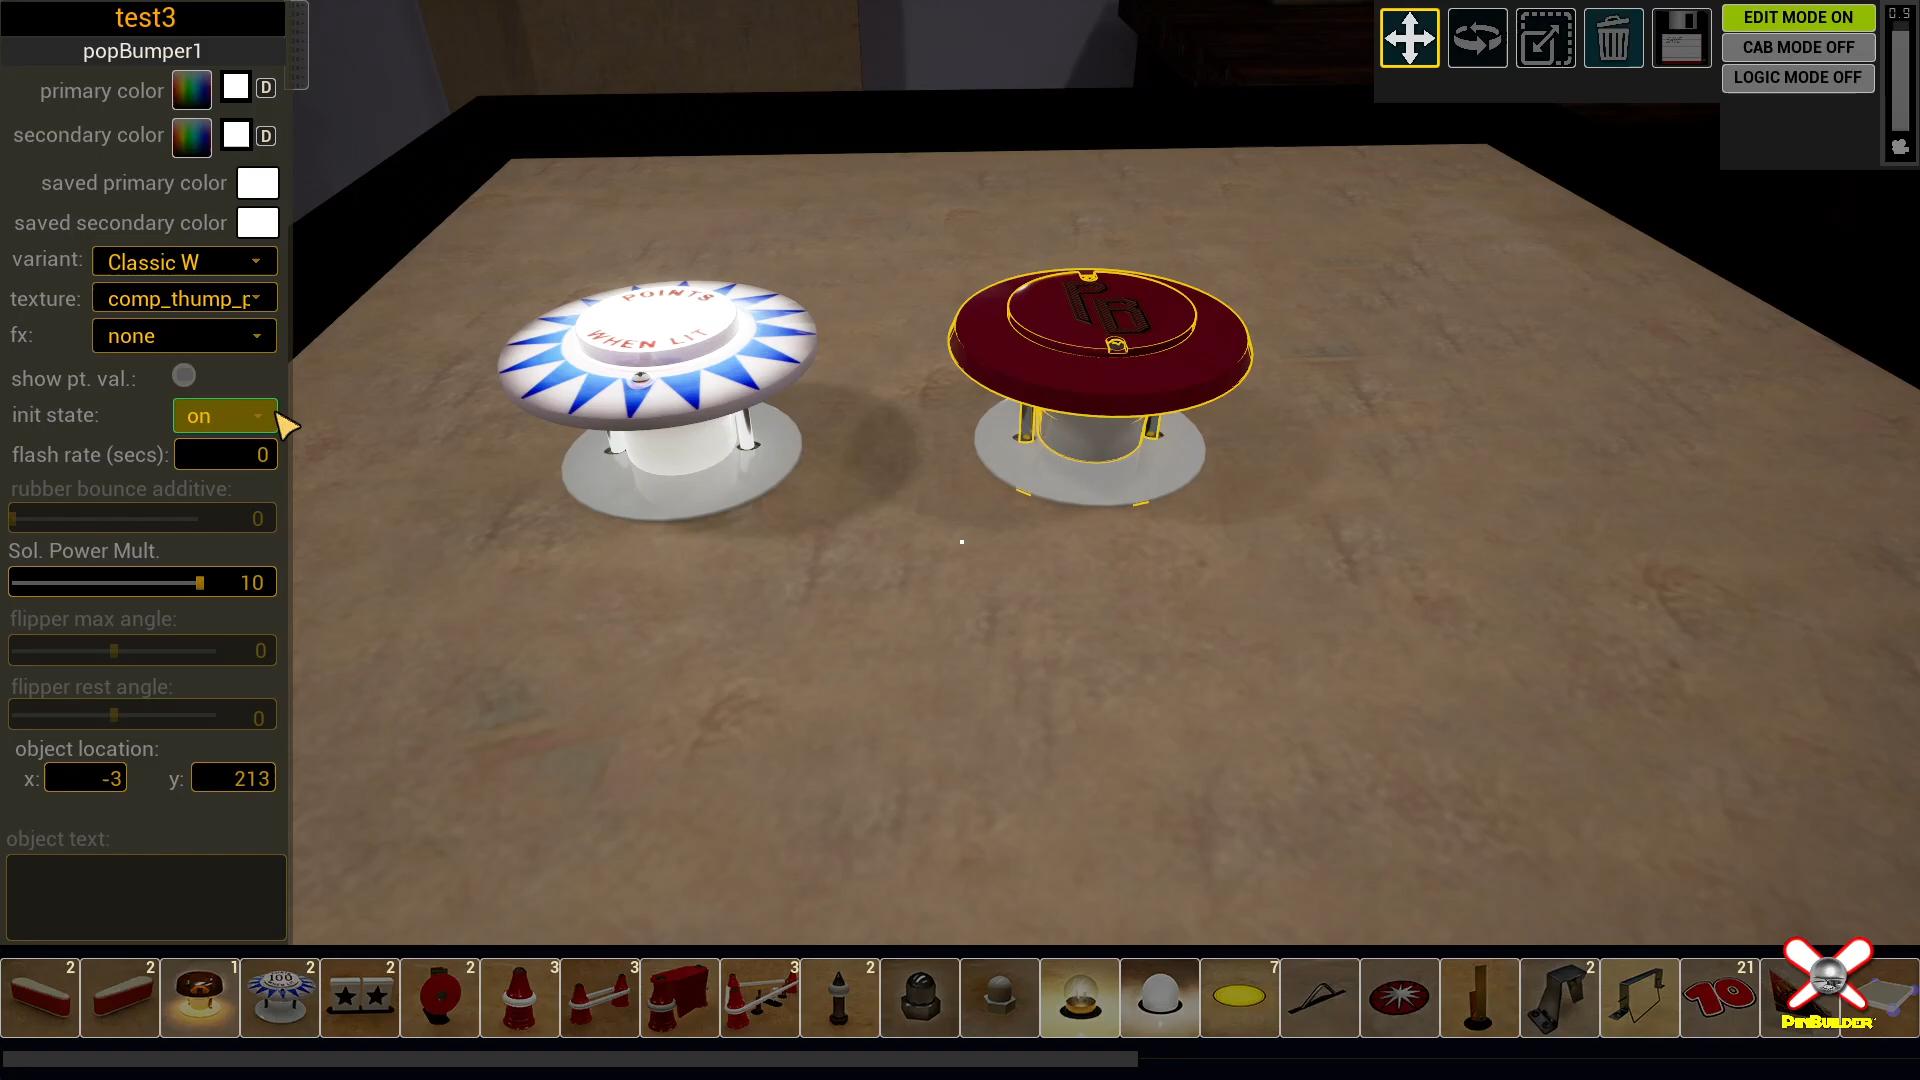 test3
popBumper1
primary color D
secondary color D
saved primary color
saved secondary color
variant: Classic W
texture: comp_thump_p
fx: none
show pt. val.:
init state: on
flash rate (secs): 0
rubber bounce additive:
0
Sol. Power Mult.
10
flipper max angle:
0
flipper rest angle:
0
object location:
x: -3 y: 213
object text:
EDIT MODE ON
CAB MODE OFF
LOGIC MODE OFF
0.9
POINTS
WHEN LIT
PB
2 2 1 2 2 2 3 3 3 2 7 2 21
100
10
PINBUILDER